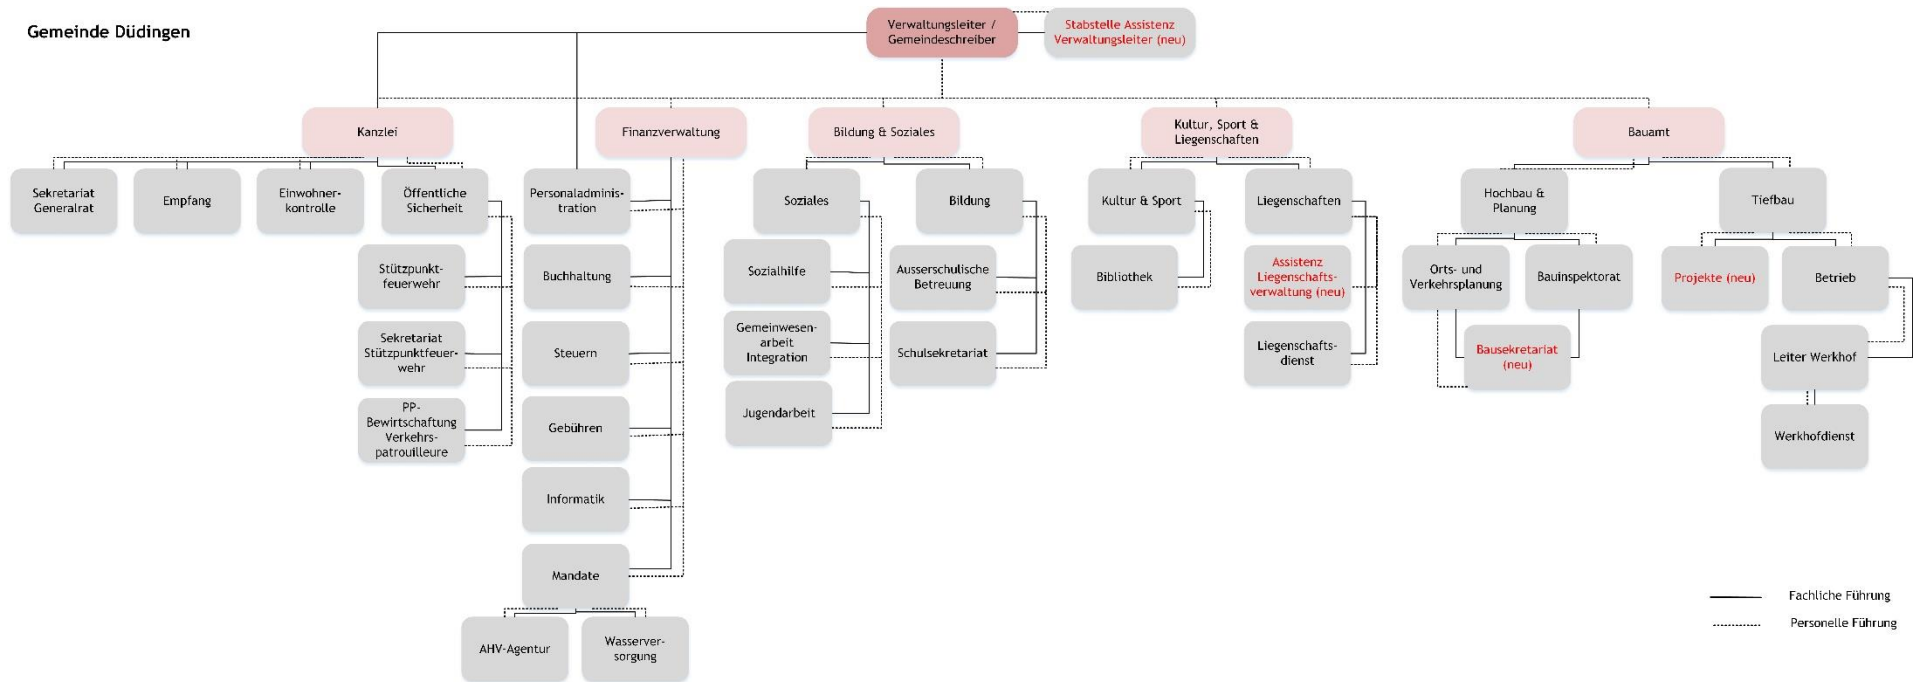 Gemeinde Düdingen
Verwaltungsleiter /
Gemeindeschreiber
Stabstelle Assistenz
Verwaltungsleiter (neu)
Kanzlei
Finanzverwaltung
Bildung & Soziales
Kultur, Sport &
Liegenschaften
Bauamt
Sekretariat
Generalrat
Empfang
Einwohner-
kontrolle
Öffentliche
Sicherheit
Personaladminis-
tration
Soziales
Bildung
Kultur & Sport
Liegenschaften
Hochbau &
Planung
Tiefbau
Stützpunkt-
feuerwehr
Buchhaltung
Sozialhilfe
Ausserschulische
Betreuung
Bibliothek
Assistenz
Liegenschafts-
verwaltung (neu)
Orts- und
Verkehrsplanung
Bauinspektorat
Projekte (neu)
Betrieb
Sekretariat
Stützpunktfeuer-
wehr
Steuern
Gemeinwesen-
arbeit
Integration
Schulsekretariat
Liegenschafts-
dienst
Bausekretariat
(neu)
Leiter Werkhof
PP-
Bewirtschaftung
Verkehrs-
patrouilleure
Gebühren
Jugendarbeit
Werkhofdienst
Informatik
Mandate
AHV-Agentur
Wasserver-
sorgung
Fachliche Führung
Personelle Führung